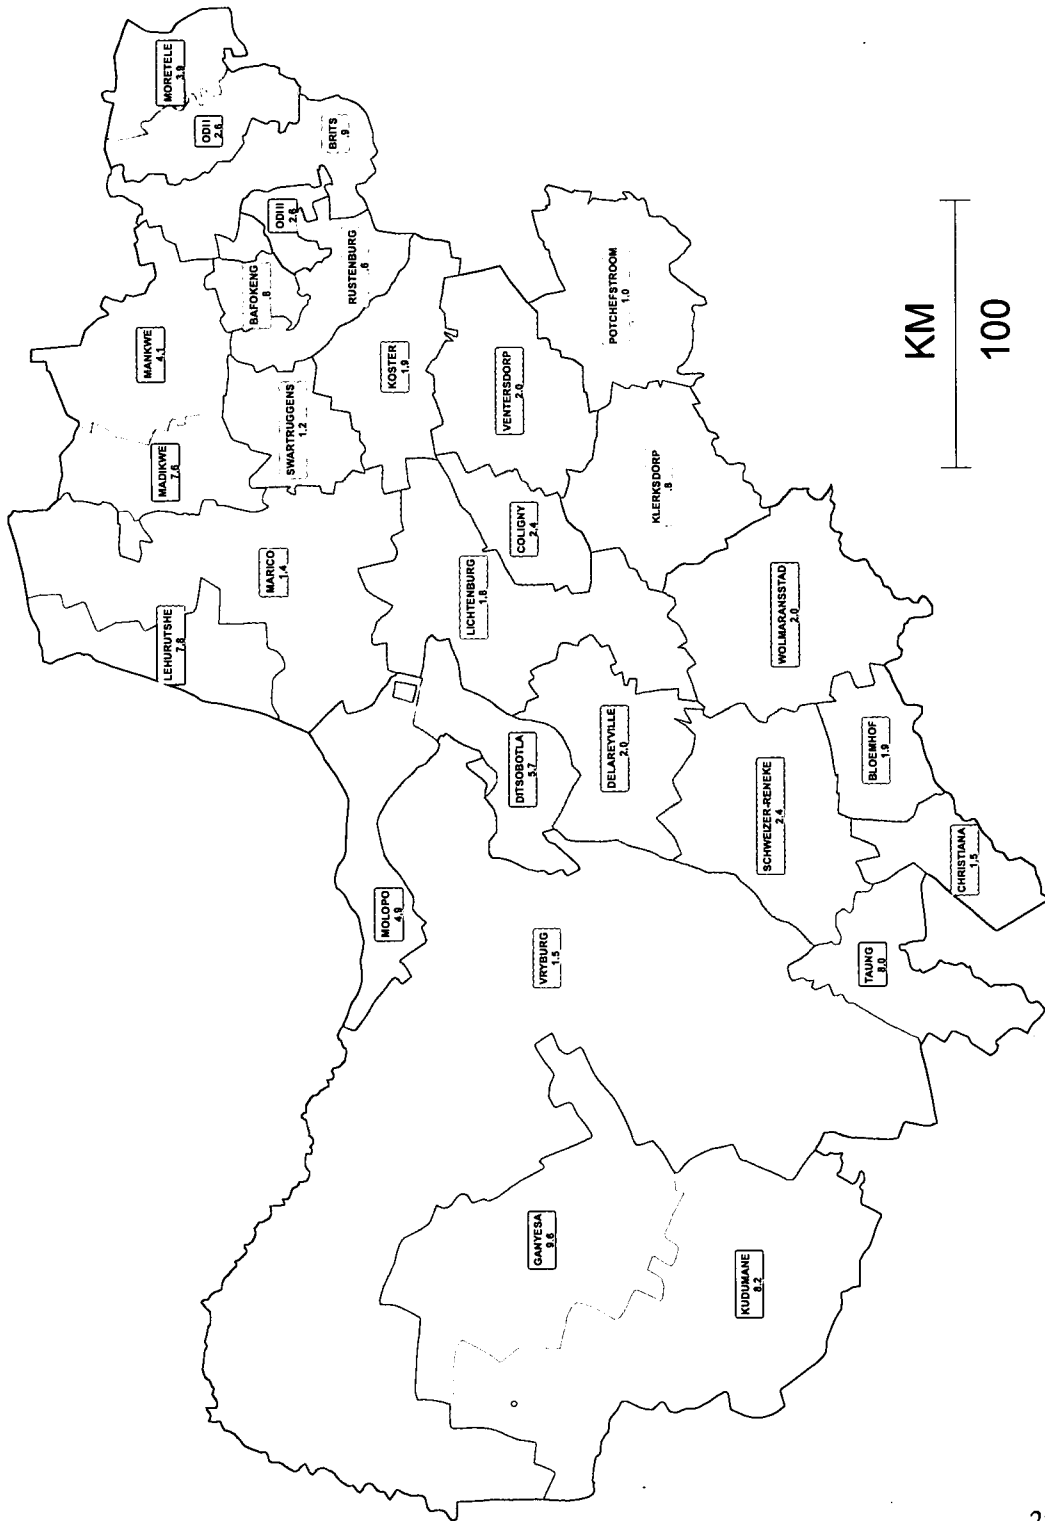 MORETELE
3.9
ODI I
2.6
BRITS
.9
ODI II
2.6
BAFOKENG
.8
RUSTENBURG
.6
MANKWE
4.1
MADIKWE
7.6
SWARTRUGGENS
1.2
KOSTER
1.9
VENTERSDORP
2.0
POTCHEFSTROOM
1.0
KLERKSDORP
.8
COLIGNY
2.4
LICHTENBURG
1.8
MARICO
1.4
LEHURUTSHE
7.8
WOLMARANSSTAD
2.0
DELAREYVILLE
2.0
DITSOBOTLA
5.7
MOLOPO
4.9
SCHWEIZER-RENEKE
2.4
BLOEMHOF
1.9
CHRISTIANA
1.5
TAUNG
8.0
VRYBURG
1.5
GANYESA
9.6
KUDUMANE
8.2
KM
100